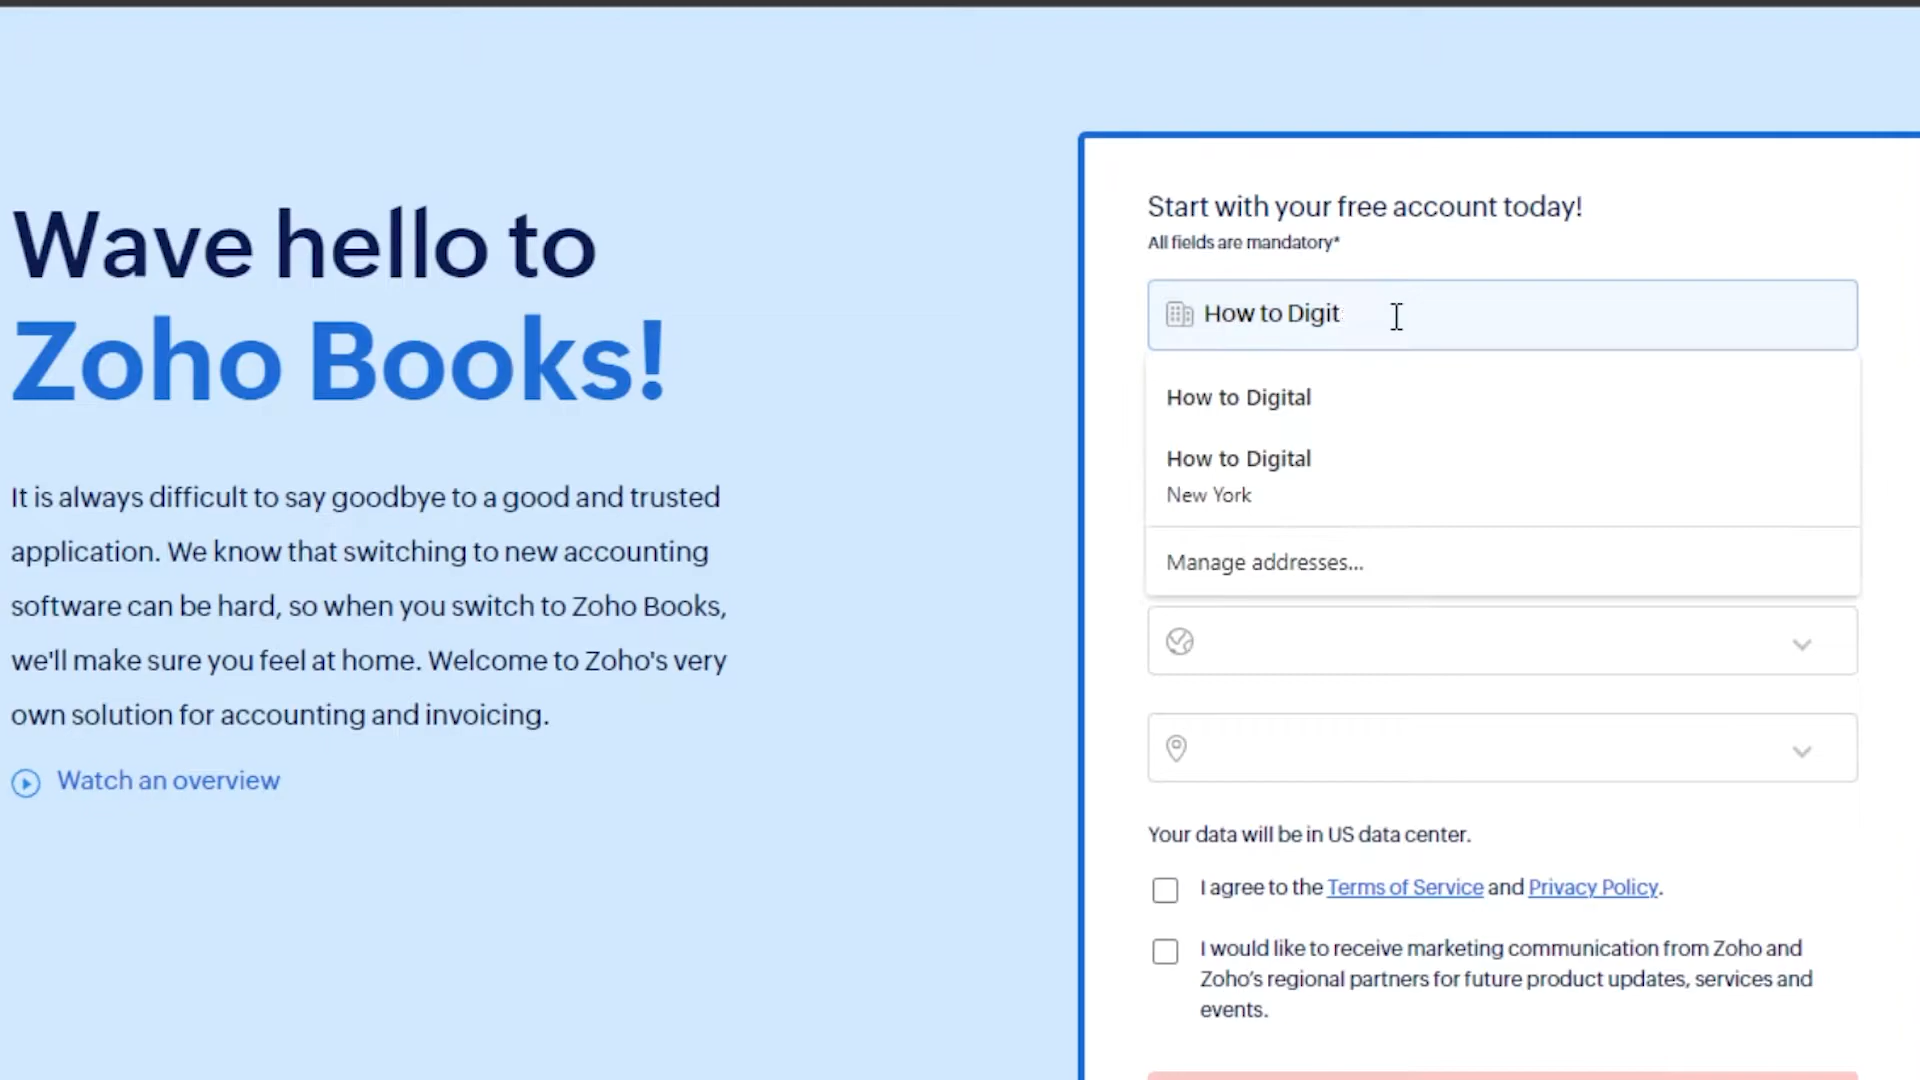 Wave hello to
Zoho Books!
It is always difficult to say goodbye to a good and trusted
application. We know that switching to new accounting
software can be hard, so when you switch to Zoho Books,
we'll make sure you feel at home. Welcome to Zoho's very
own solution for accounting and invoicing.
Watch an overview
Start with your free account today!
All fields are mandatory*
How to Digit
How to Digital
How to Digital
New York
Manage addresses...
Your data will be in US data center.
I agree to the Terms of Service and Privacy Policy.
I would like to receive marketing communication from Zoho and
Zoho’s regional partners for future product updates, services and
events.